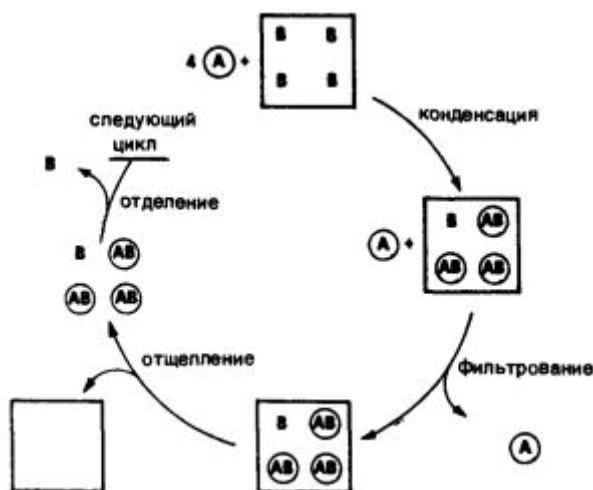 4 A +
B B
B B
конденсация
следующий
цикл
B
отделение
B AB
AB AB
A +
B AB
AB AB
отщепление
фильтрование
B AB
AB AB
A